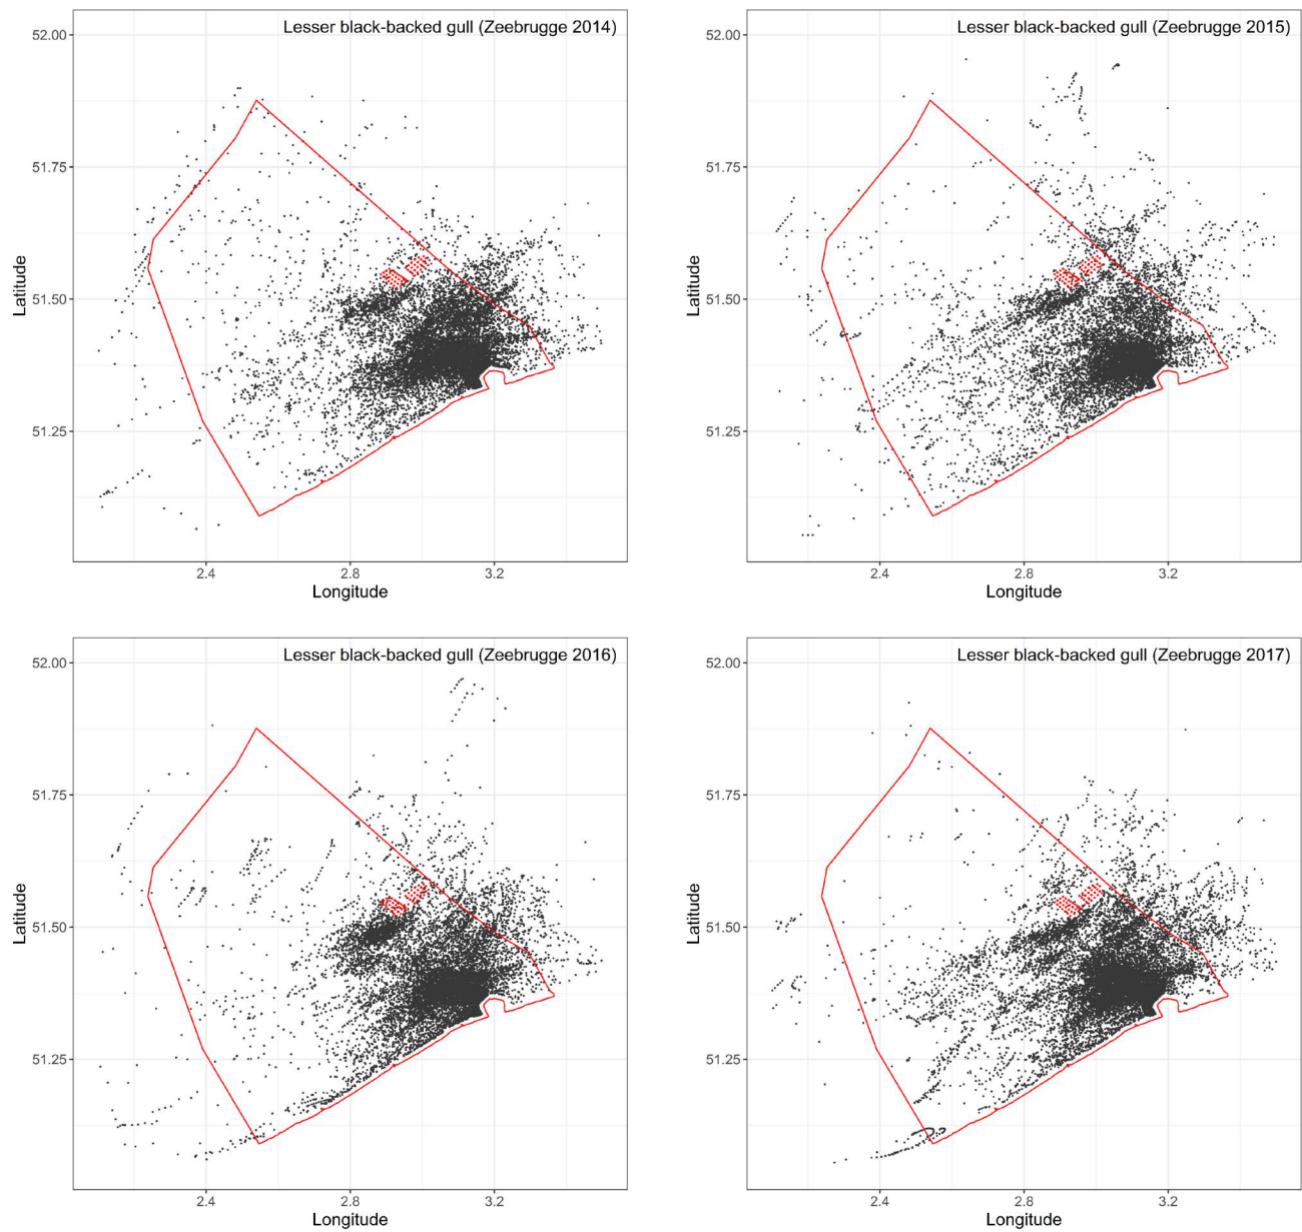 Lesser black-backed gull (Zeebrugge 2014)
52.00
51.75
51.50
51.25
Latitude
2.4 2.8 3.2
Longitude
Lesser black-backed gull (Zeebrugge 2015)
52.00
51.75
51.50
51.25
Latitude
2.4 2.8 3.2
Longitude
Lesser black-backed gull (Zeebrugge 2016)
52.00
51.75
51.50
51.25
Latitude
2.4 2.8 3.2
Longitude
Lesser black-backed gull (Zeebrugge 2017)
52.00
51.75
51.50
51.25
Latitude
2.4 2.8 3.2
Longitude